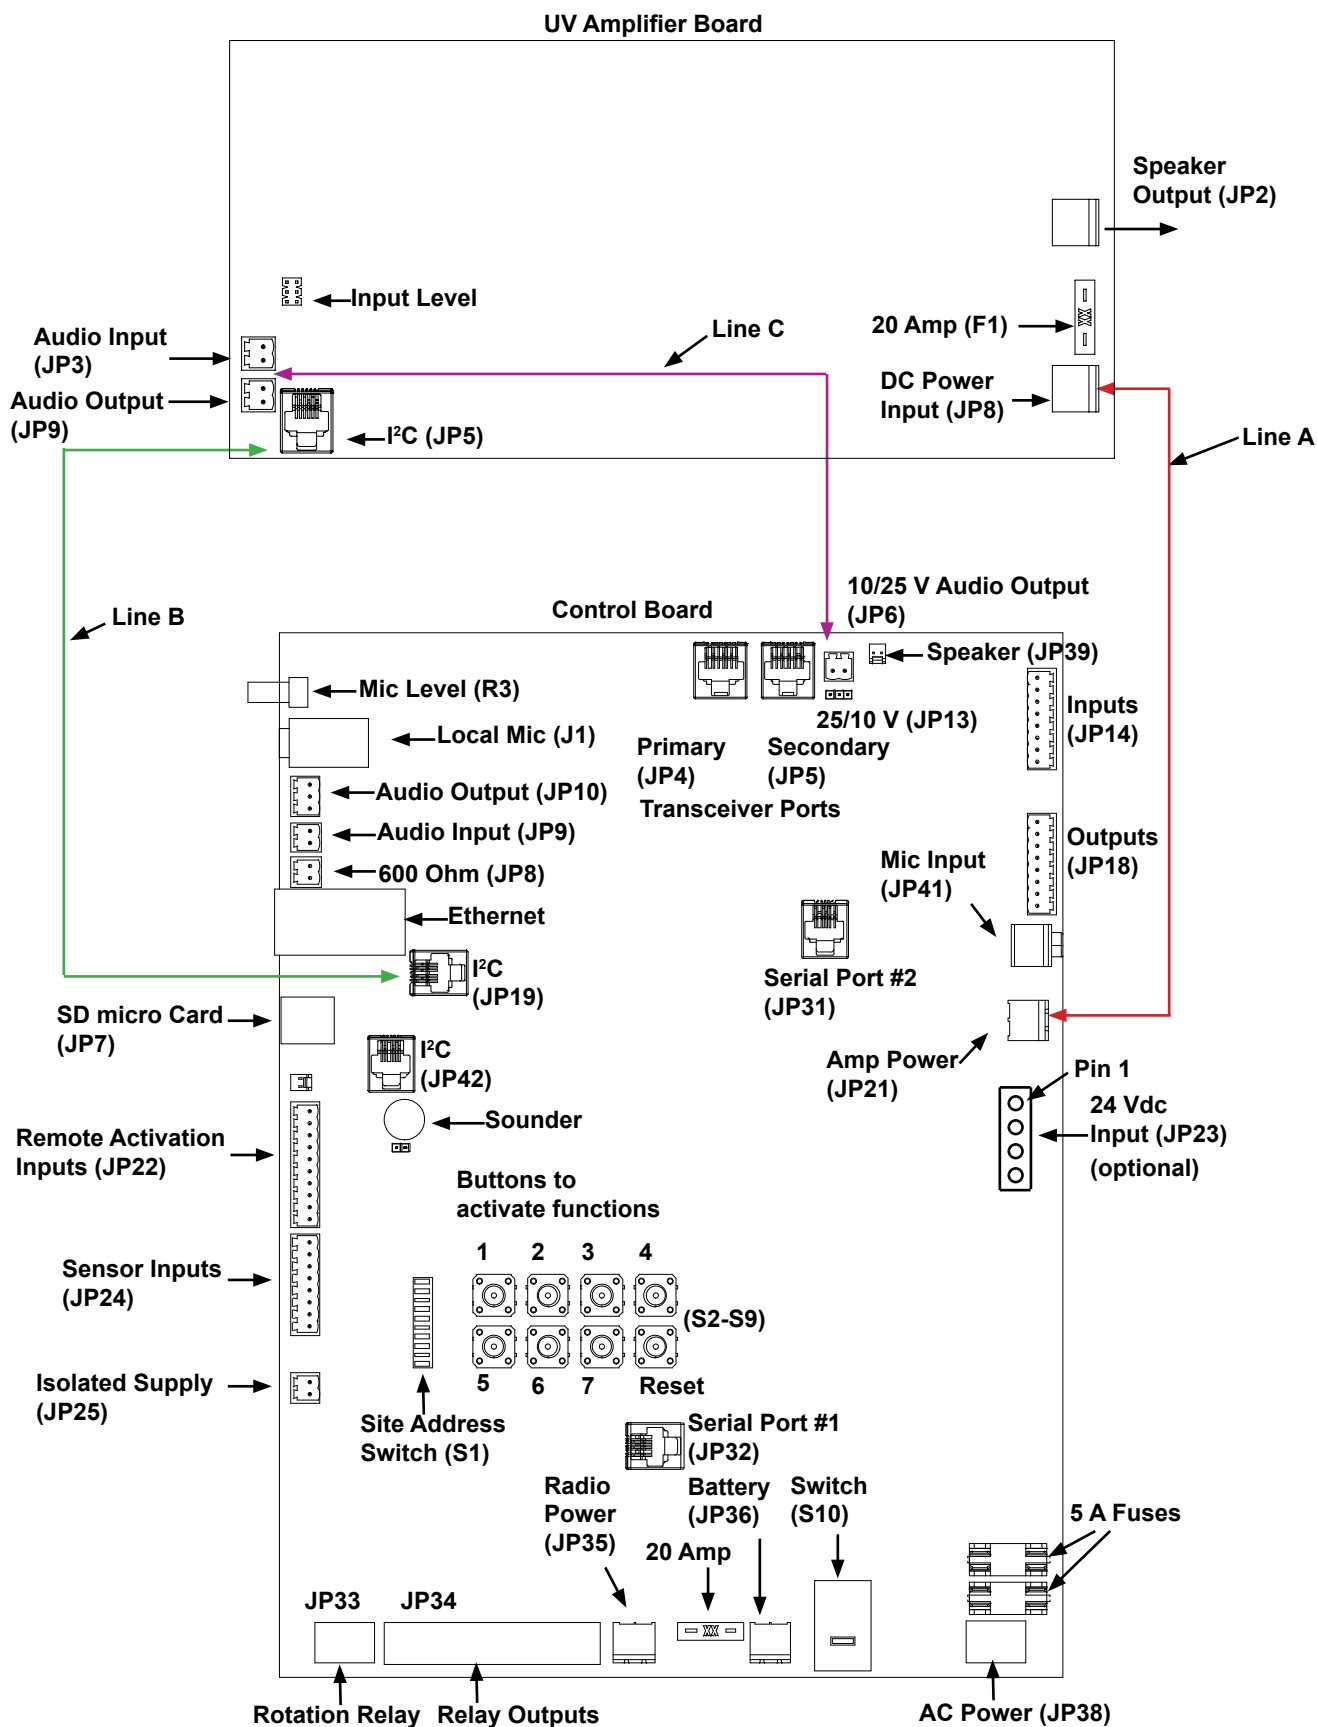 UV Amplifier Board
Speaker
Output (JP2)
Input Level
20 Amp (F1)
Line C
Audio Input
(JP3)
DC Power
Input (JP8)
Audio Output
(JP9)
I²C (JP5)
Line A
10/25 V Audio Output
(JP6)
Line B
Control Board
Speaker (JP39)
Mic Level (R3)
25/10 V (JP13)
Inputs
(JP14)
Local Mic (J1)
Primary
(JP4)
Secondary
(JP5)
Transceiver Ports
Audio Output (JP10)
Audio Input (JP9)
600 Ohm (JP8)
Outputs
(JP18)
Mic Input
(JP41)
Ethernet
I²C
(JP19)
Serial Port #2
(JP31)
SD micro Card
(JP7)
I²C
(JP42)
Amp Power
(JP21)
Pin 1
24 Vdc
Input (JP23)
(optional)
Sounder
Remote Activation
Inputs (JP22)
Buttons to
activate functions
1 2 3 4
Sensor Inputs
(JP24)
(S2-S9)
5 6 7 Reset
Isolated Supply
(JP25)
Site Address
Switch (S1)
Serial Port #1
(JP32)
Radio
Power
(JP35)
Battery
(JP36)
Switch
(S10)
5 A Fuses
20 Amp
JP33
JP34
Rotation Relay
Relay Outputs
AC Power (JP38)